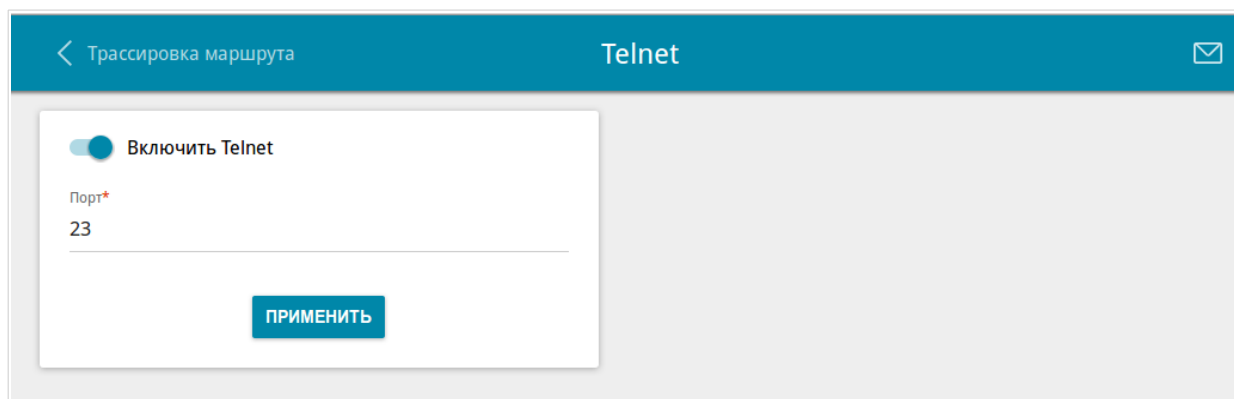 Трассировка маршрута
Telnet
Включить Telnet
Порт*
23
ПРИМЕНИТЬ